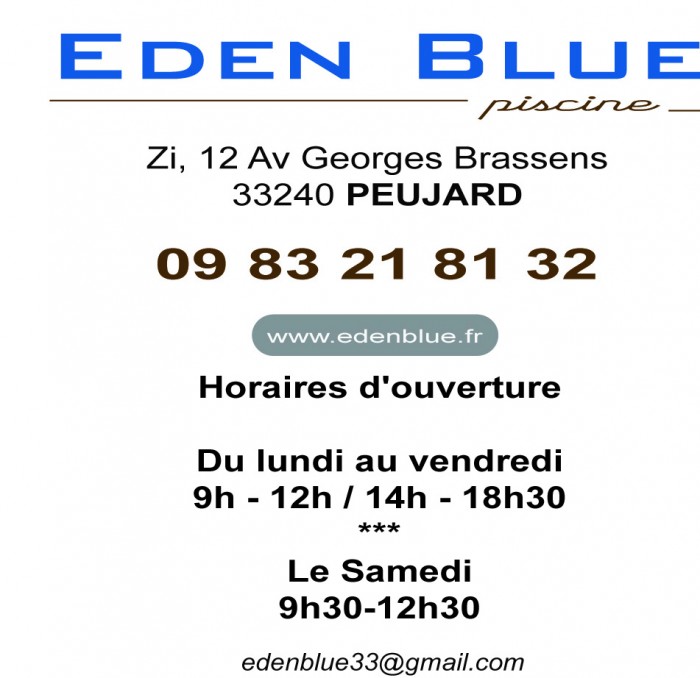 EDEN BLUE
piscine
Zi, 12 Av Georges Brassens
33240 PEUJARD
09 83 21 81 32
www.edenblue.fr
Horaires d'ouverture
Du lundi au vendredi
9h - 12h / 14h - 18h30
***
Le Samedi
9h30-12h30
edenblue33@gmail.com